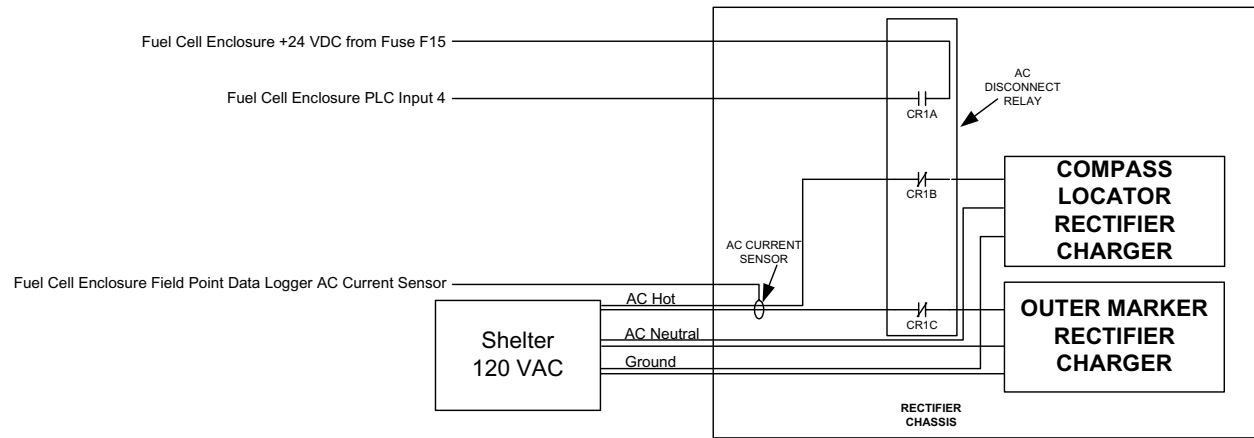 Fuel Cell Enclosure +24 VDC from Fuse F15
Fuel Cell Enclosure PLC Input 4
CR1A
AC
DISCONNECT
RELAY
CR1B
COMPASS
LOCATOR
RECTIFIER
CHARGER
AC CURRENT
SENSOR
Fuel Cell Enclosure Field Point Data Logger AC Current Sensor
AC Hot
CR1C
Shelter
120 VAC
AC Neutral
Ground
OUTER MARKER
RECTIFIER
CHARGER
RECTIFIER
CHASSIS